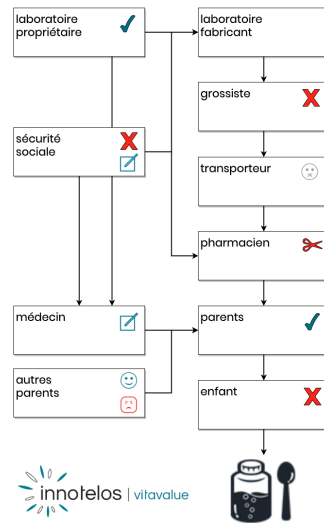 laboratoire
propriétaire
laboratoire
fabricant
grossiste
sécurité
sociale
transporteur
pharmacien
médecin
parents
autres
parents
enfant
innotelos | vitavalue